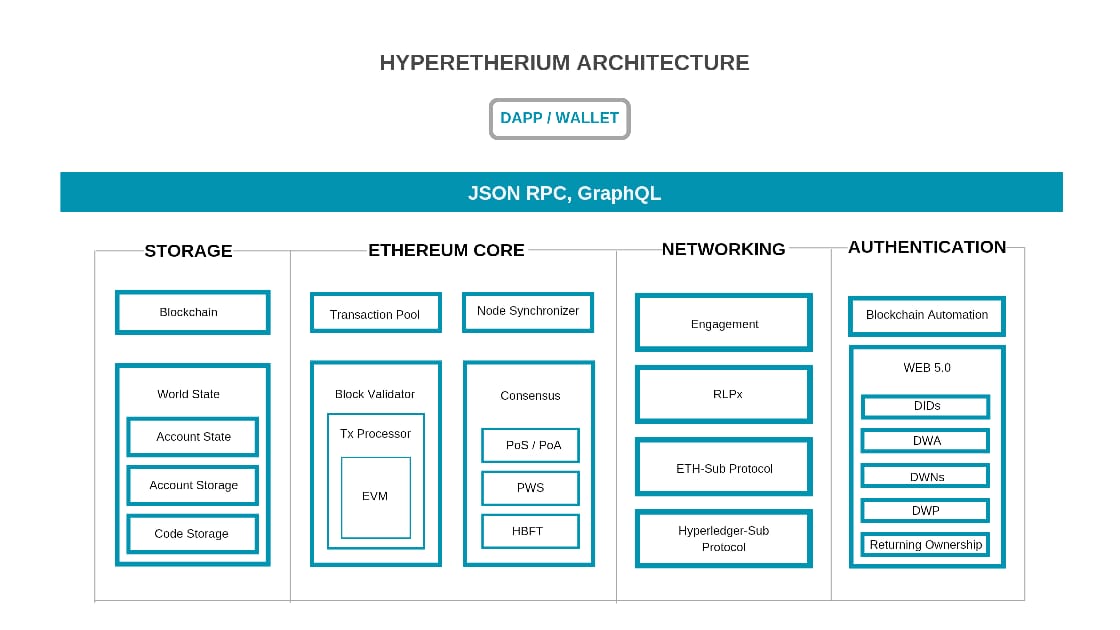 HYPERETHERIUM ARCHITECTURE
DAPP / WALLET
JSON RPC, GraphQL
STORAGE
Blockchain
World State
Account State
Account Storage
Code Storage
ETHEREUM CORE
Transaction Pool
Node Synchronizer
Block Validator
Tx Processor
EVM
Consensus
PoS / PoA
PWS
HBFT
NETWORKING
Engagement
RLPx
ETH-Sub Protocol
Hyperledger-Sub
Protocol
AUTHENTICATION
Blockchain Automation
WEB 5.0
DIDs
DWA
DWNs
DWP
Returning Ownership